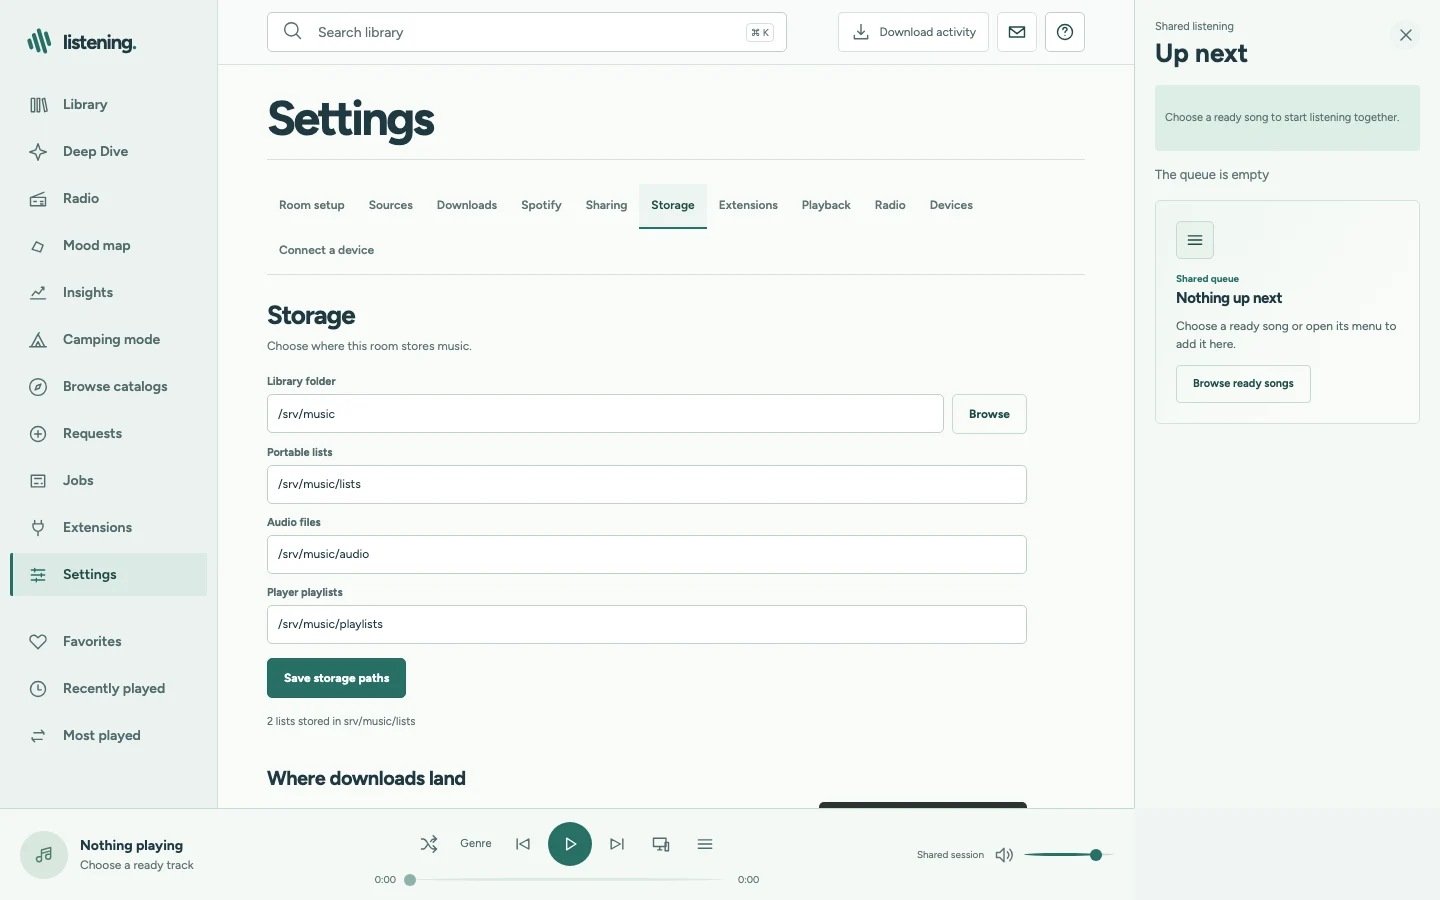 listening.
Library
Deep Dive
Radio
Mood map
Insights
Camping mode
Browse catalogs
Requests
Jobs
Extensions
Settings
Favorites
Recently played
Most played
Search library
⌘ K
Download activity
Settings
Room setup
Sources
Downloads
Spotify
Sharing
Storage
Extensions
Playback
Radio
Devices
Connect a device
Storage
Choose where this room stores music.
Library folder
/srv/music
Browse
Portable lists
/srv/music/lists
Audio files
/srv/music/audio
Player playlists
/srv/music/playlists
Save storage paths
2 lists stored in srv/music/lists
Where downloads land
Shared listening
Up next
Choose a ready song to start listening together.
The queue is empty
Shared queue
Nothing up next
Choose a ready song or open its menu to
add it here.
Browse ready songs
Nothing playing
Choose a ready track
Genre
0:00
0:00
Shared session